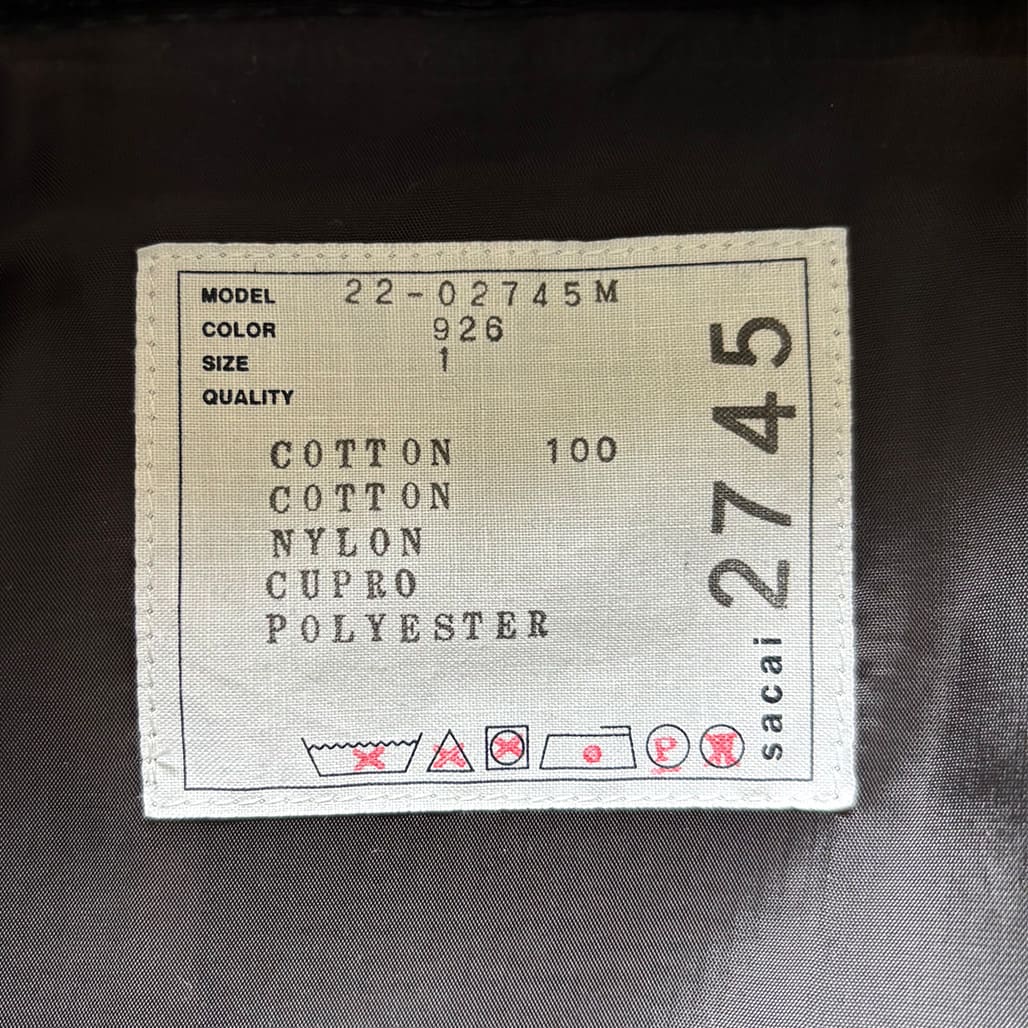 MODEL 22-02745M
COLOR 926
SIZE 1
QUALITY
COTTON 100
COTTON
NYLON
CUPRO
POLYESTER
P
W
sacai 2745